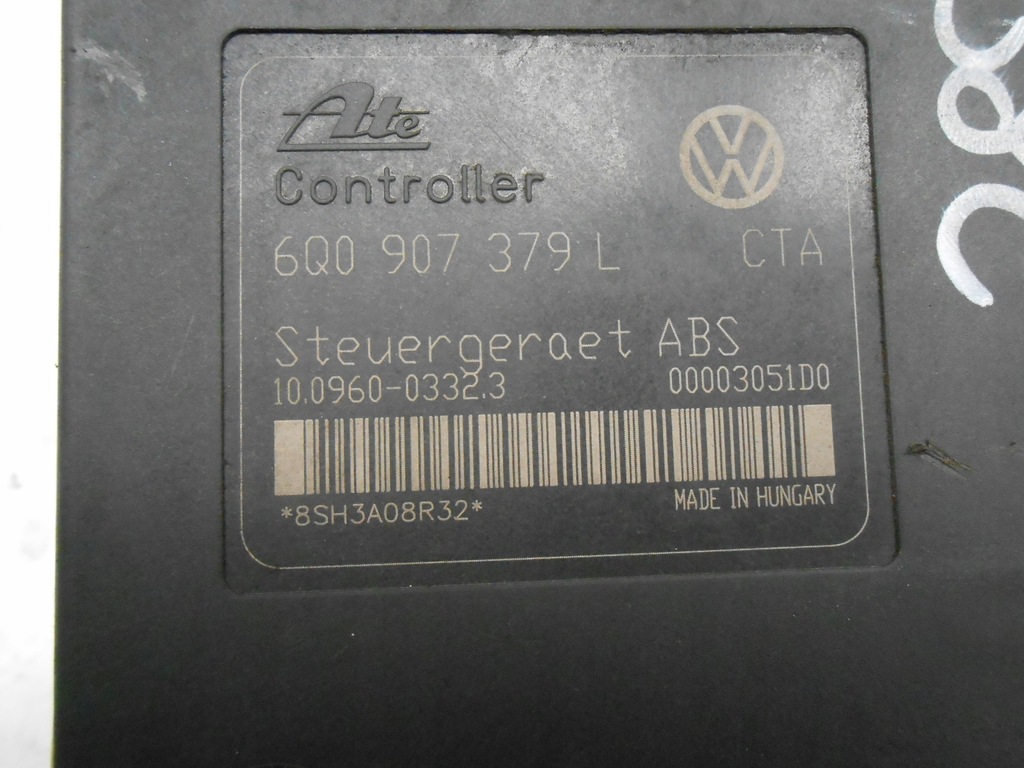 Ate
Controller
6Q0 907 379 L CTA
Steuergeraet ABS
10.0960-0332.3 00003051D0
*8SH3A08R32*
MADE IN HUNGARY